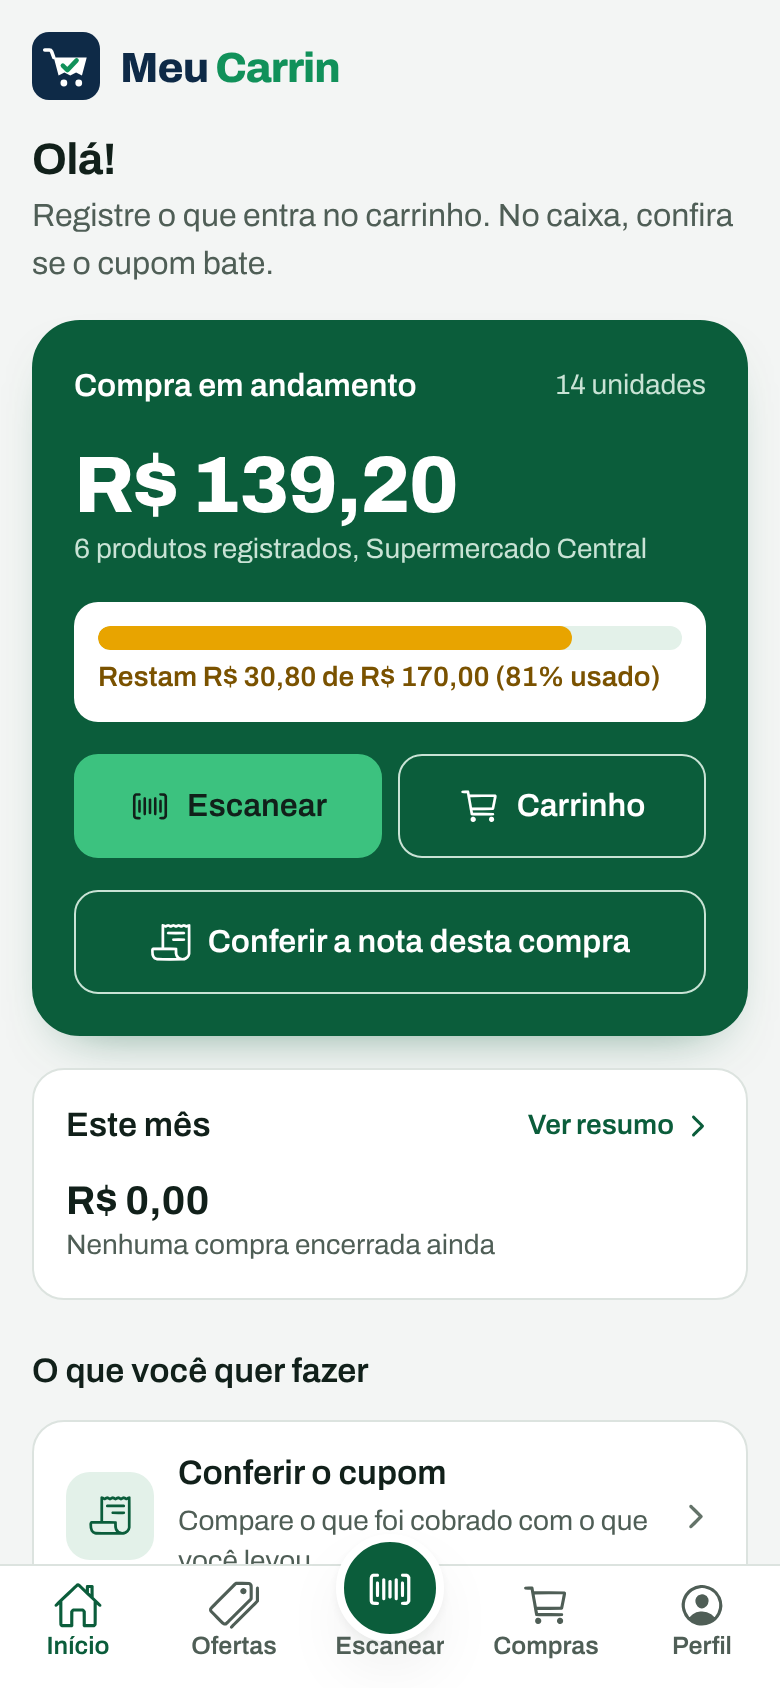 Meu Carrin
Olá!
Registre o que entra no carrinho. No caixa, confira
se o cupom bate.
Compra em andamento
14 unidades
R$ 139,20
6 produtos registrados, Supermercado Central
Restam R$ 30,80 de R$ 170,00 (81% usado)
Escanear
Carrinho
Conferir a nota desta compra
Este mês
Ver resumo
R$ 0,00
Nenhuma compra encerrada ainda
O que você quer fazer
Conferir o cupom
Compare o que foi cobrado com o que
você levou
Início
Ofertas
Escanear
Compras
Perfil